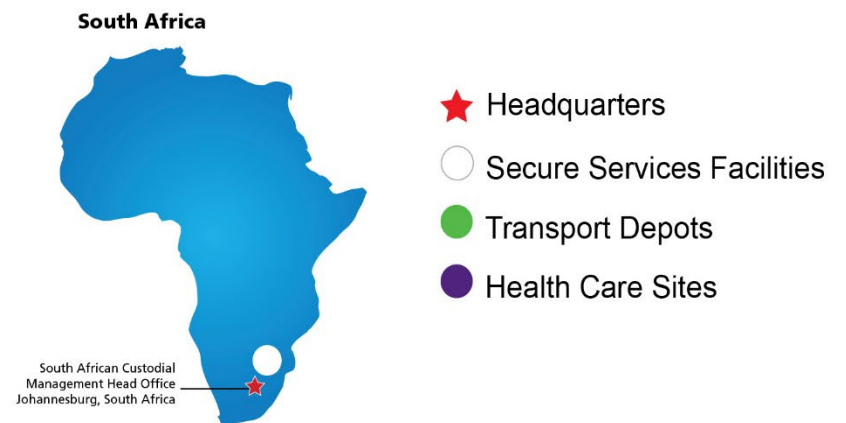 South Africa
Headquarters
Secure Services Facilities
Transport Depots
Health Care Sites
South African Custodial
Management Head Office
Johannesburg, South Africa